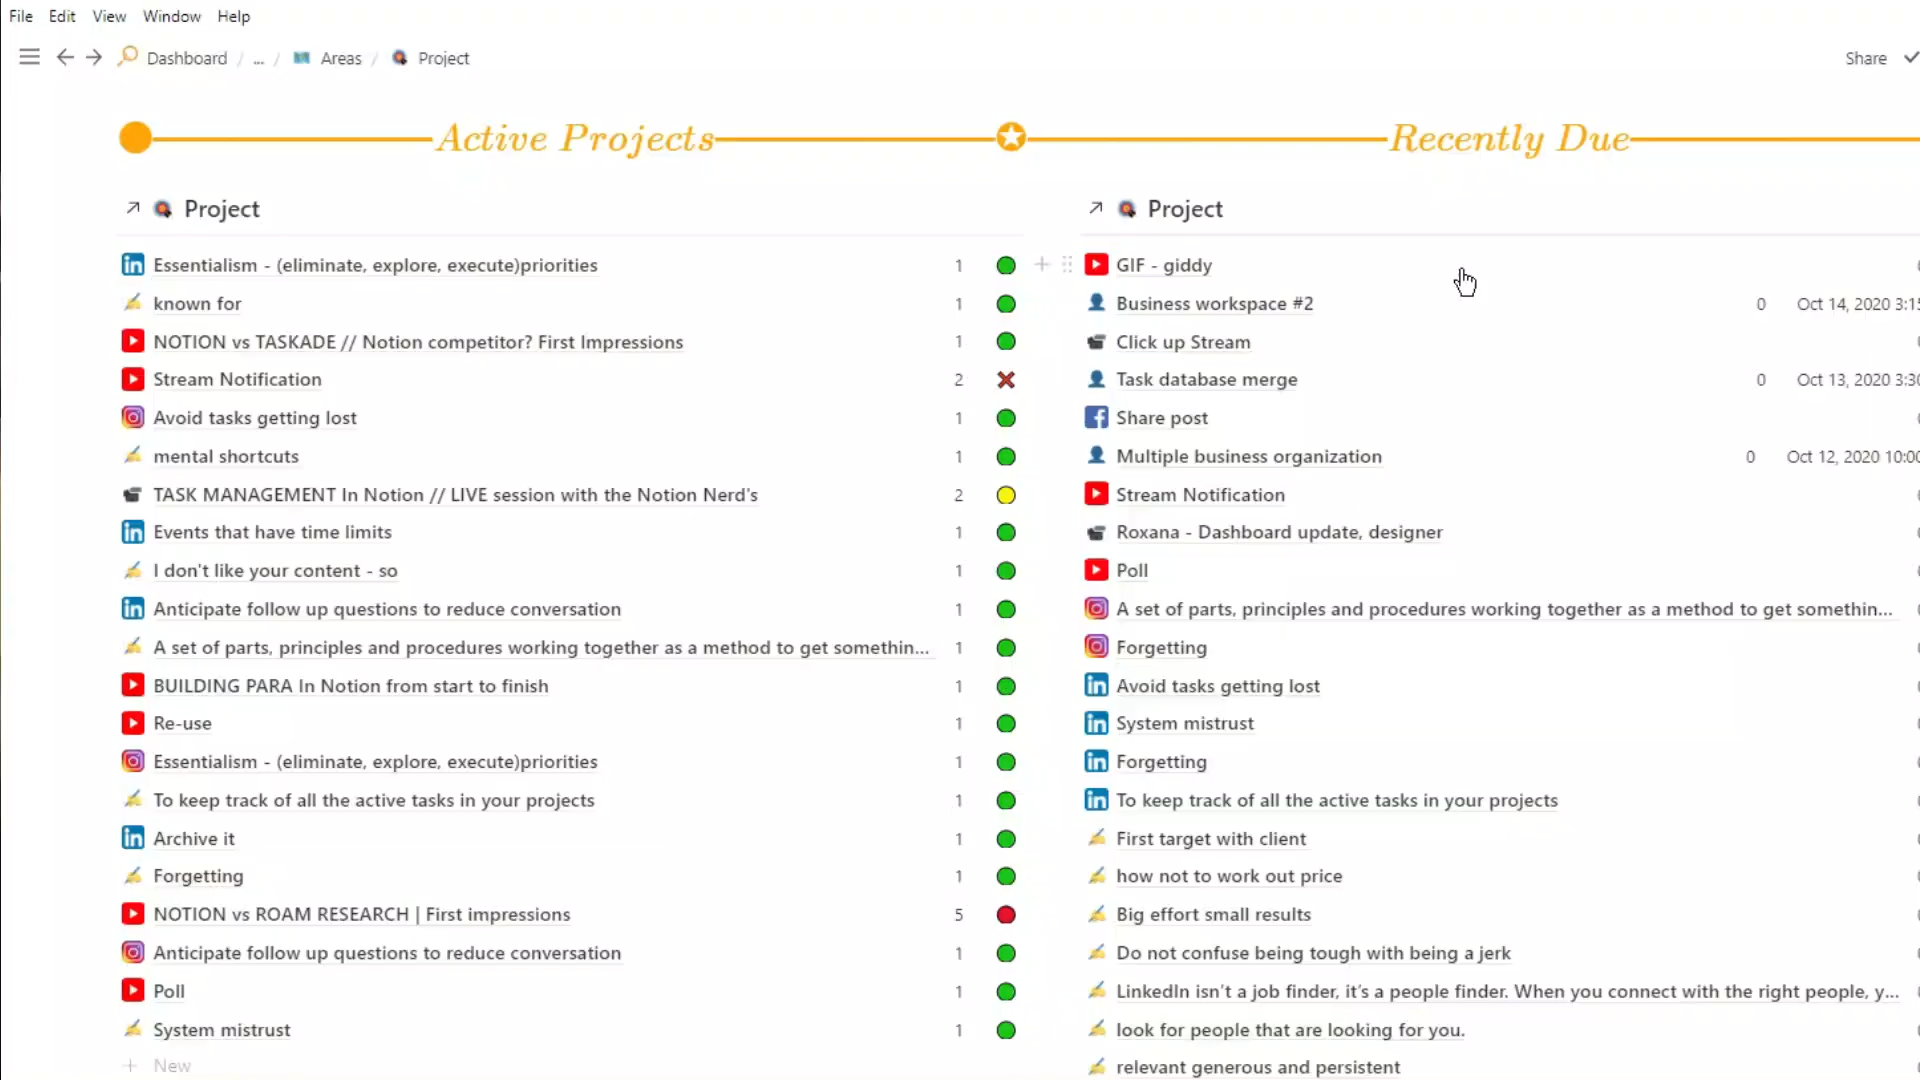 File Edit View Window Help
Dashboard / ... / Areas / Project
Share
Active Projects
Recently Due
Project
Essentialism - (eliminate, explore, execute)priorities 1
known for 1
NOTION vs TASKADE // Notion competitor? First Impressions 1
Stream Notification 2
Avoid tasks getting lost 1
mental shortcuts 1
TASK MANAGEMENT In Notion // LIVE session with the Notion Nerd's 2
Events that have time limits 1
I don't like your content - so 1
Anticipate follow up questions to reduce conversation 1
A set of parts, principles and procedures working together as a method to get somethin... 1
BUILDING PARA In Notion from start to finish 1
Re-use 1
Essentialism - (eliminate, explore, execute)priorities 1
To keep track of all the active tasks in your projects 1
Archive it 1
Forgetting 1
NOTION vs ROAM RESEARCH | First impressions 5
Anticipate follow up questions to reduce conversation 1
Poll 1
System mistrust 1
New
Project
GIF - giddy
Business workspace #2 0 Oct 14, 2020 3:15
Click up Stream
Task database merge 0 Oct 13, 2020 3:30
Share post
Multiple business organization 0 Oct 12, 2020 10:00
Stream Notification
Roxana - Dashboard update, designer
Poll
A set of parts, principles and procedures working together as a method to get somethin...
Forgetting
Avoid tasks getting lost
System mistrust
Forgetting
To keep track of all the active tasks in your projects
First target with client
how not to work out price
Big effort small results
Do not confuse being tough with being a jerk
LinkedIn isn't a job finder, it's a people finder. When you connect with the right people, y...
look for people that are looking for you.
relevant generous and persistent